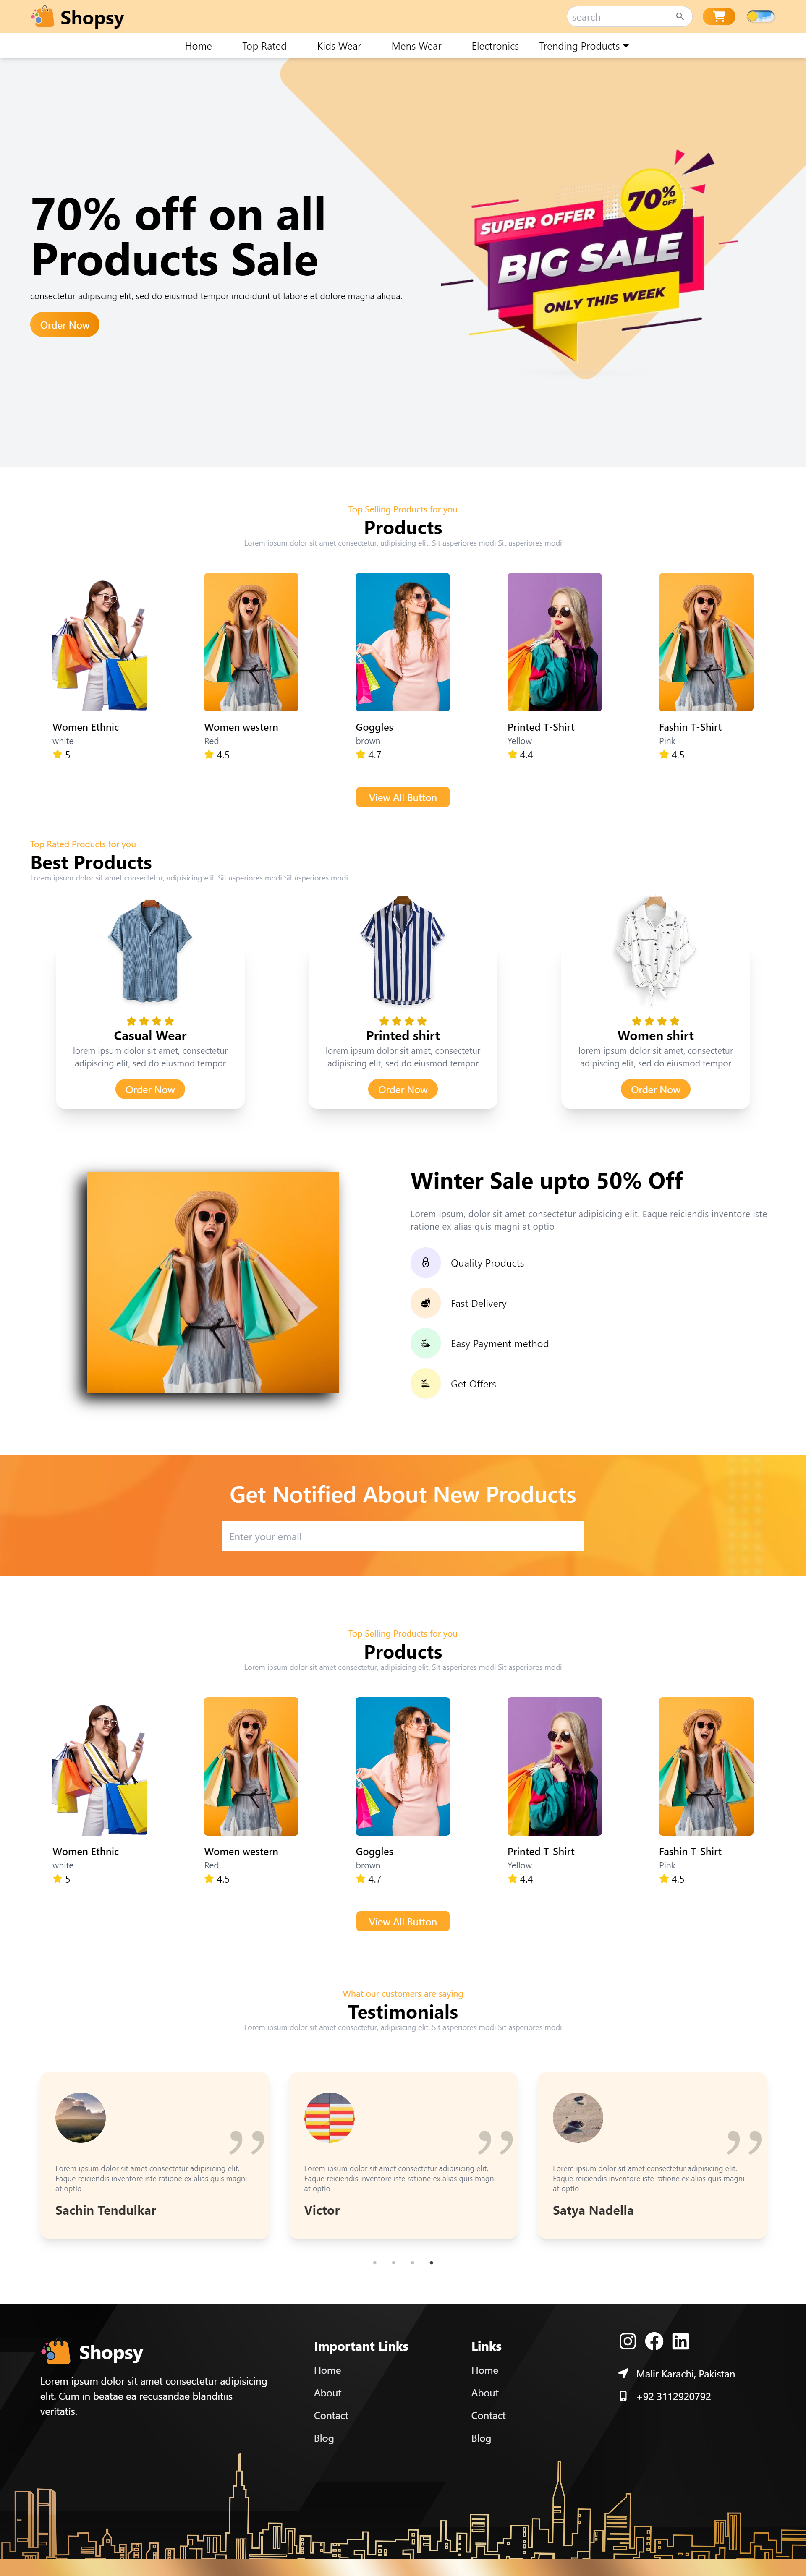 Shopsy
search
Home
Top Rated
Kids Wear
Mens Wear
Electronics
Trending Products
70% off on all
Products Sale
consectetur adipiscing elit, sed do eiusmod tempor incididunt ut labore et dolore magna aliqua.
Order Now
70%
OFF
SUPER OFFER
BIG SALE
ONLY THIS WEEK
Top Selling Products for you
Products
Lorem ipsum dolor sit amet consectetur, adipisicing elit. Sit asperiores modi Sit asperiores modi
Women Ethnic
white
5
Women western
Red
4.5
Goggles
brown
4.7
Printed T-Shirt
Yellow
4.4
Fashin T-Shirt
Pink
4.5
View All Button
Top Rated Products for you
Best Products
Lorem ipsum dolor sit amet consectetur, adipisicing elit. Sit asperiores modi Sit asperiores modi
Casual Wear
lorem ipsum dolor sit amet, consectetur
adipiscing elit, sed do eiusmod tempor...
Order Now
Printed shirt
lorem ipsum dolor sit amet, consectetur
adipiscing elit, sed do eiusmod tempor...
Order Now
Women shirt
lorem ipsum dolor sit amet, consectetur
adipiscing elit, sed do eiusmod tempor...
Order Now
Winter Sale upto 50% Off
Lorem ipsum, dolor sit amet consectetur adipisicing elit. Eaque reiciendis inventore iste
ratione ex alias quis magni at optio
Quality Products
Fast Delivery
Easy Payment method
Get Offers
Get Notified About New Products
Enter your email
Top Selling Products for you
Products
Lorem ipsum dolor sit amet consectetur, adipisicing elit. Sit asperiores modi Sit asperiores modi
Women Ethnic
white
5
Women western
Red
4.5
Goggles
brown
4.7
Printed T-Shirt
Yellow
4.4
Fashin T-Shirt
Pink
4.5
View All Button
What our customers are saying
Testimonials
Lorem ipsum dolor sit amet consectetur, adipisicing elit. Sit asperiores modi Sit asperiores modi
Lorem ipsum dolor sit amet consectetur adipisicing elit.
Eaque reiciendis inventore iste ratione ex alias quis magni
at optio
Sachin Tendulkar
,,
Lorem ipsum dolor sit amet consectetur adipisicing elit.
Eaque reiciendis inventore iste ratione ex alias quis magni
at optio
Victor
,,
Lorem ipsum dolor sit amet consectetur adipisicing elit.
Eaque reiciendis inventore iste ratione ex alias quis magni
at optio
Satya Nadella
,,
Shopsy
Lorem ipsum dolor sit amet consectetur adipisicing
elit. Cum in beatae ea recusandae blanditiis
veritatis.
Important Links
Home
About
Contact
Blog
Links
Home
About
Contact
Blog
Malir Karachi, Pakistan
+92 3112920792